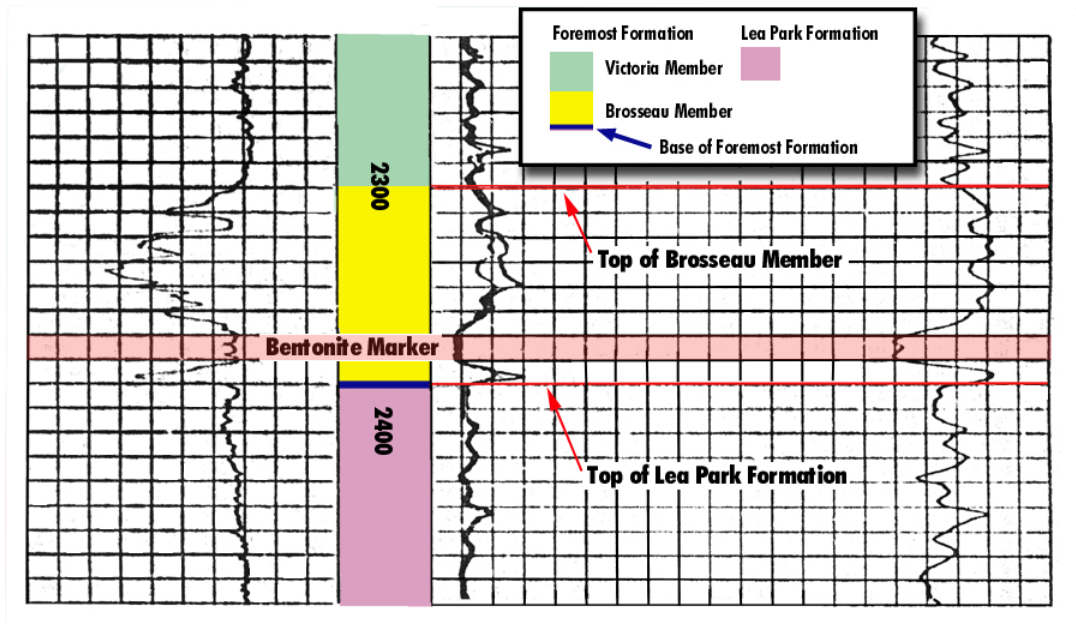 Foremost Formation
Lea Park Formation
Victoria Member
Brosseau Member
Base of Foremost Formation
2300
Top of Brosseau Member
Bentonite Marker
2400
Top of Lea Park Formation